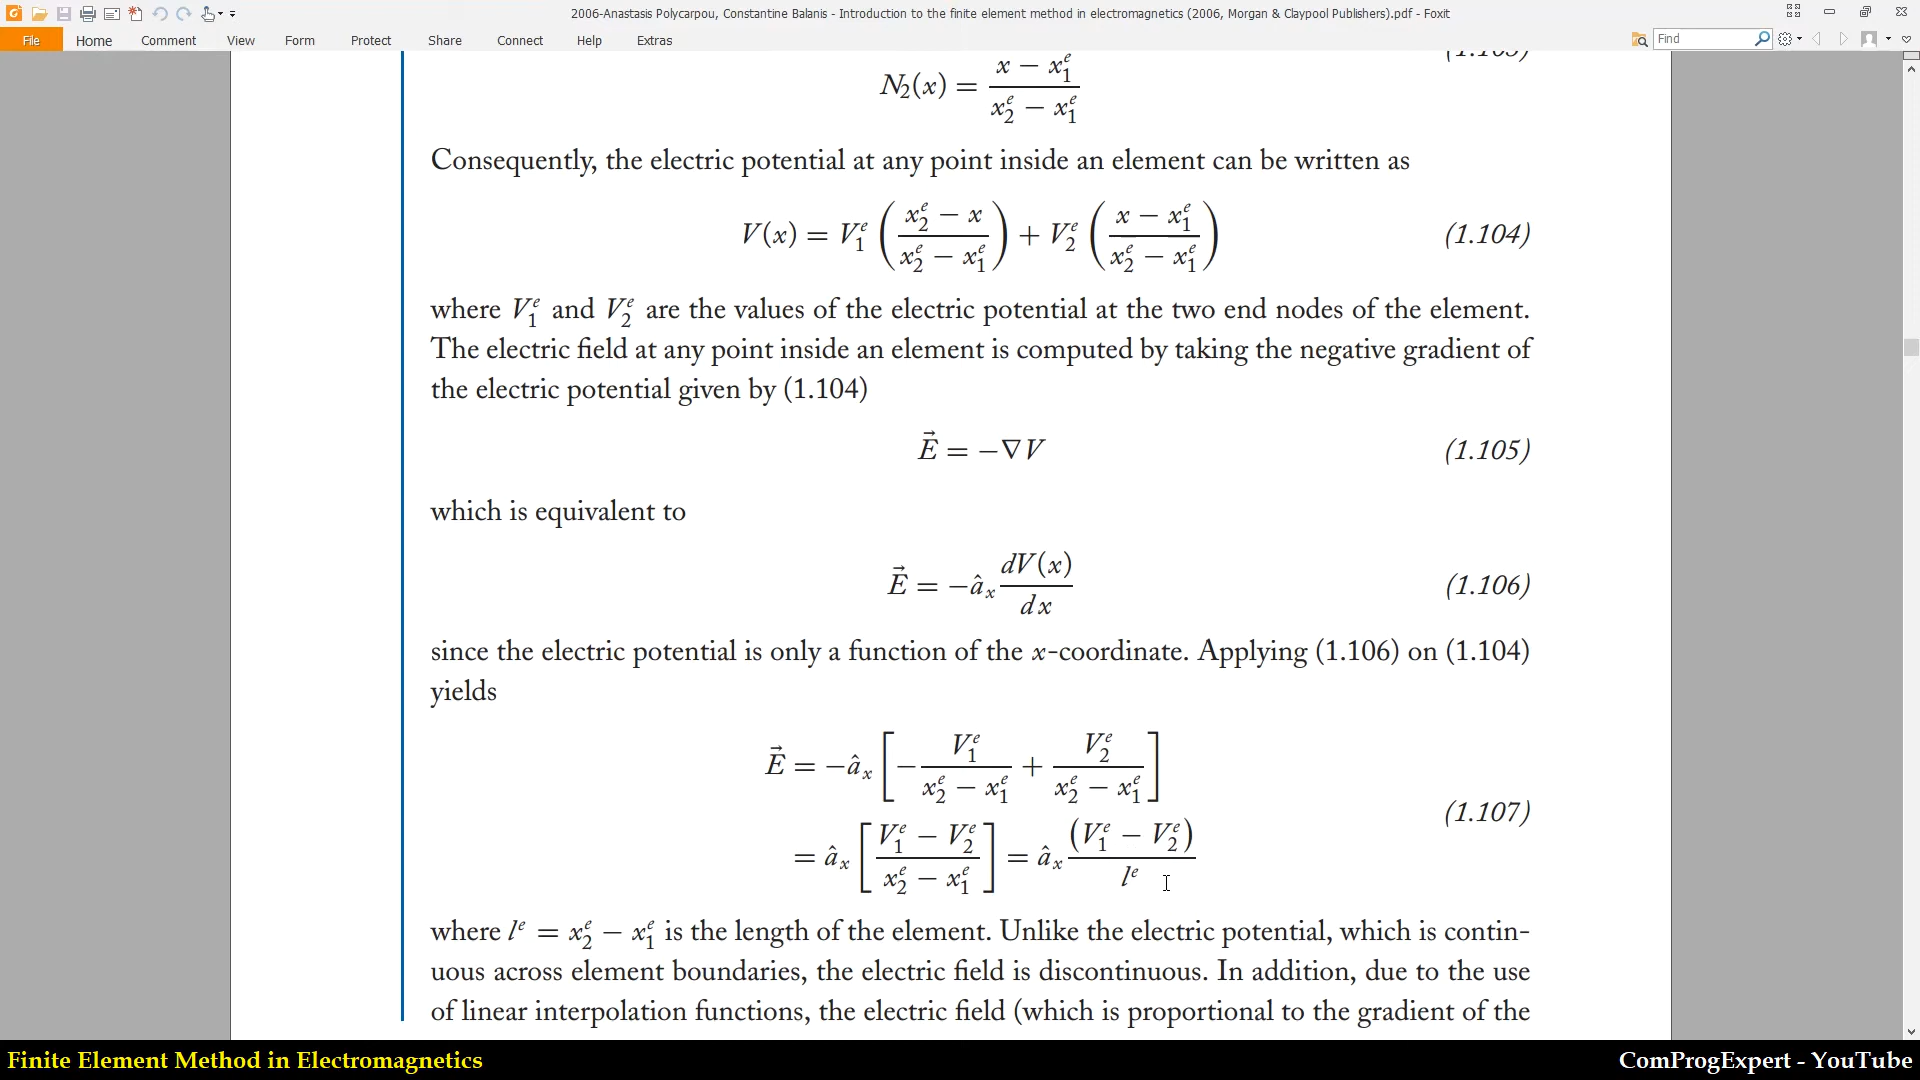 2006-Anastasis Polycarpou, Constantine Balanis - Introduction to the finite element method in electromagnetics (2006, Morgan & Claypool Publishers).pdf - Foxit
File Home Comment View Form Protect Share Connect Help Extras Find
N₂(x) = (x − x₁ᵉ) / (x₂ᵉ − x₁ᵉ)
Consequently, the electric potential at any point inside an element can be written as
V(x) = V₁ᵉ ((x₂ᵉ − x) / (x₂ᵉ − x₁ᵉ)) + V₂ᵉ ((x − x₁ᵉ) / (x₂ᵉ − x₁ᵉ)) (1.104)
where V₁ᵉ and V₂ᵉ are the values of the electric potential at the two end nodes of the element.
The electric field at any point inside an element is computed by taking the negative gradient of
the electric potential given by (1.104)
E⃗ = −∇V (1.105)
which is equivalent to
E⃗ = −âₓ dV(x) / dx (1.106)
since the electric potential is only a function of the x-coordinate. Applying (1.106) on (1.104)
yields
E⃗ = −âₓ [− V₁ᵉ / (x₂ᵉ − x₁ᵉ) + V₂ᵉ / (x₂ᵉ − x₁ᵉ)]
= âₓ [(V₁ᵉ − V₂ᵉ) / (x₂ᵉ − x₁ᵉ)] = âₓ (V₁ᵉ − V₂ᵉ) / lᵉ (1.107)
where lᵉ = x₂ᵉ − x₁ᵉ is the length of the element. Unlike the electric potential, which is contin-
uous across element boundaries, the electric field is discontinuous. In addition, due to the use
of linear interpolation functions, the electric field (which is proportional to the gradient of the
Finite Element Method in Electromagnetics ComProgExpert - YouTube